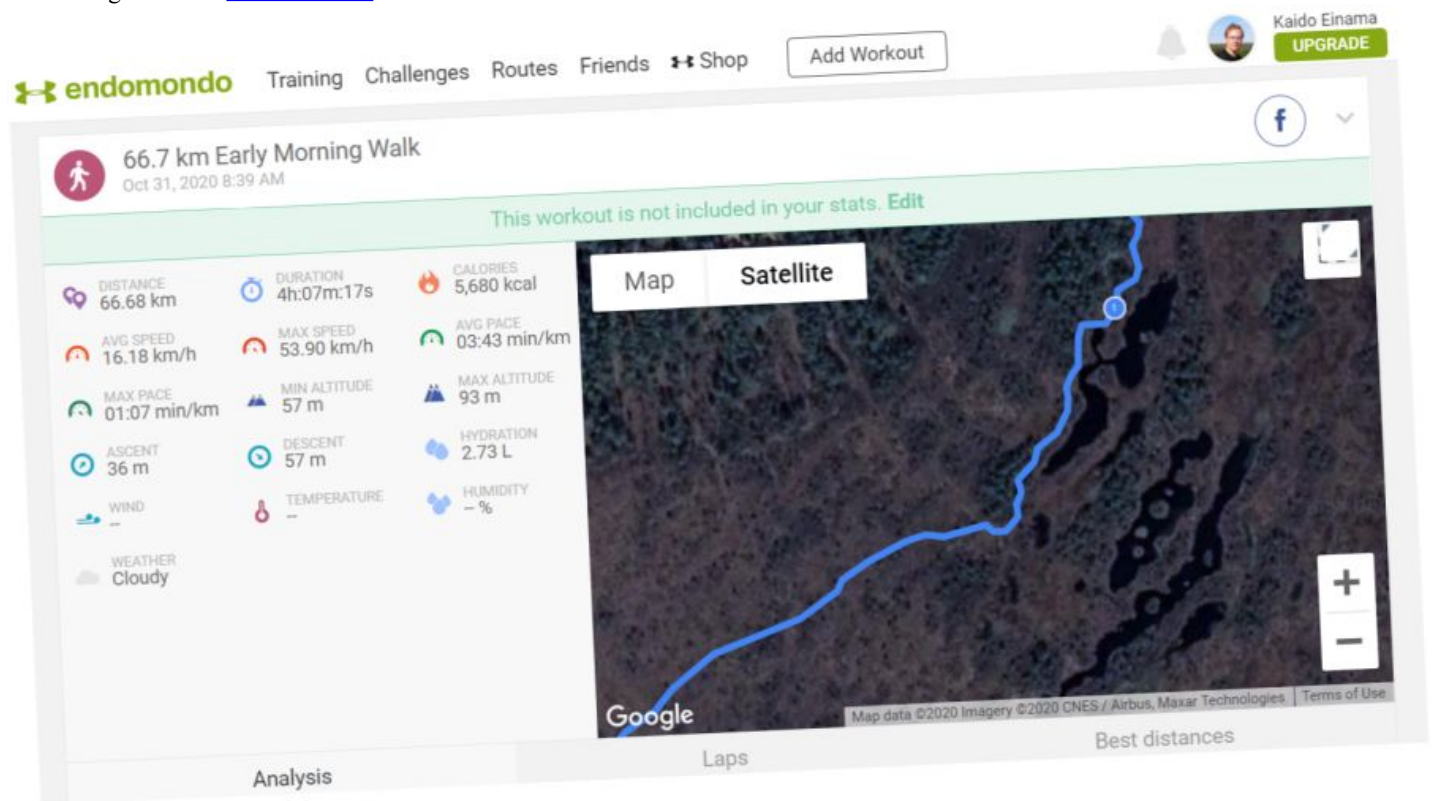 endomondo Training Challenges Routes Friends Shop Add Workout
Kaido Einama
UPGRADE
66.7 km Early Morning Walk
Oct 31, 2020 8:39 AM
f
This workout is not included in your stats. Edit
DISTANCE
66.68 km
DURATION
4h:07m:17s
CALORIES
5,680 kcal
AVG SPEED
16.18 km/h
MAX SPEED
53.90 km/h
AVG PACE
03:43 min/km
MAX PACE
01:07 min/km
MIN ALTITUDE
57 m
MAX ALTITUDE
93 m
ASCENT
36 m
DESCENT
57 m
HYDRATION
2.73 L
WIND
--
TEMPERATURE
--
HUMIDITY
-- %
WEATHER
Cloudy
Map Satellite
1
+
−
Google
Map data ©2020 Imagery ©2020 CNES / Airbus, Maxar Technologies Terms of Use
Analysis Laps Best distances